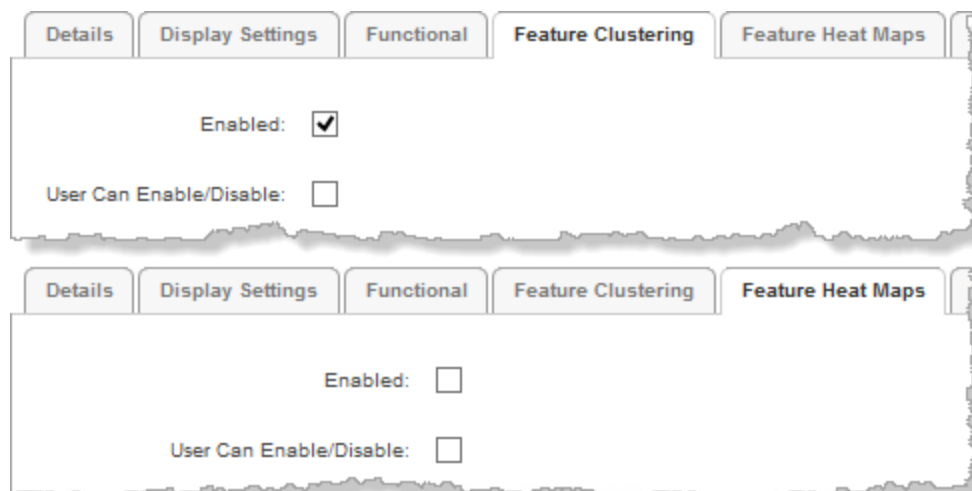 Details Display Settings Functional Feature Clustering Feature Heat Maps
Enabled:
User Can Enable/Disable:
Details Display Settings Functional Feature Clustering Feature Heat Maps
Enabled:
User Can Enable/Disable: